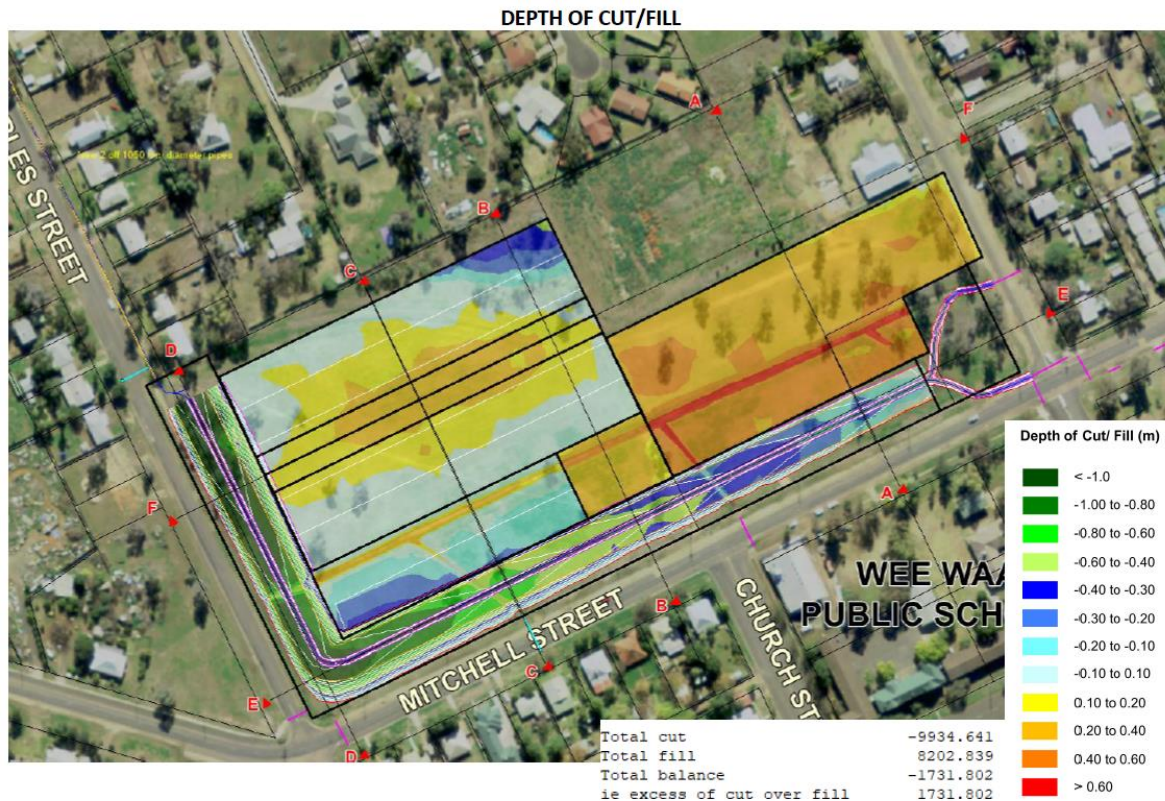 DEPTH OF CUT/FILL
A
F
B
C
E
D
F
A
WEE WAA
PUBLIC SCH
B
CHURCH ST
MITCHELL STREET
C
E
D
Depth of Cut/ Fill (m)
< -1.0
-1.00 to -0.80
-0.80 to -0.60
-0.60 to -0.40
-0.40 to -0.30
-0.30 to -0.20
-0.20 to -0.10
-0.10 to 0.10
0.10 to 0.20
0.20 to 0.40
0.40 to 0.60
> 0.60
Total cut -9934.641
Total fill 8202.839
Total balance -1731.802
ie excess of cut over fill 1731.802